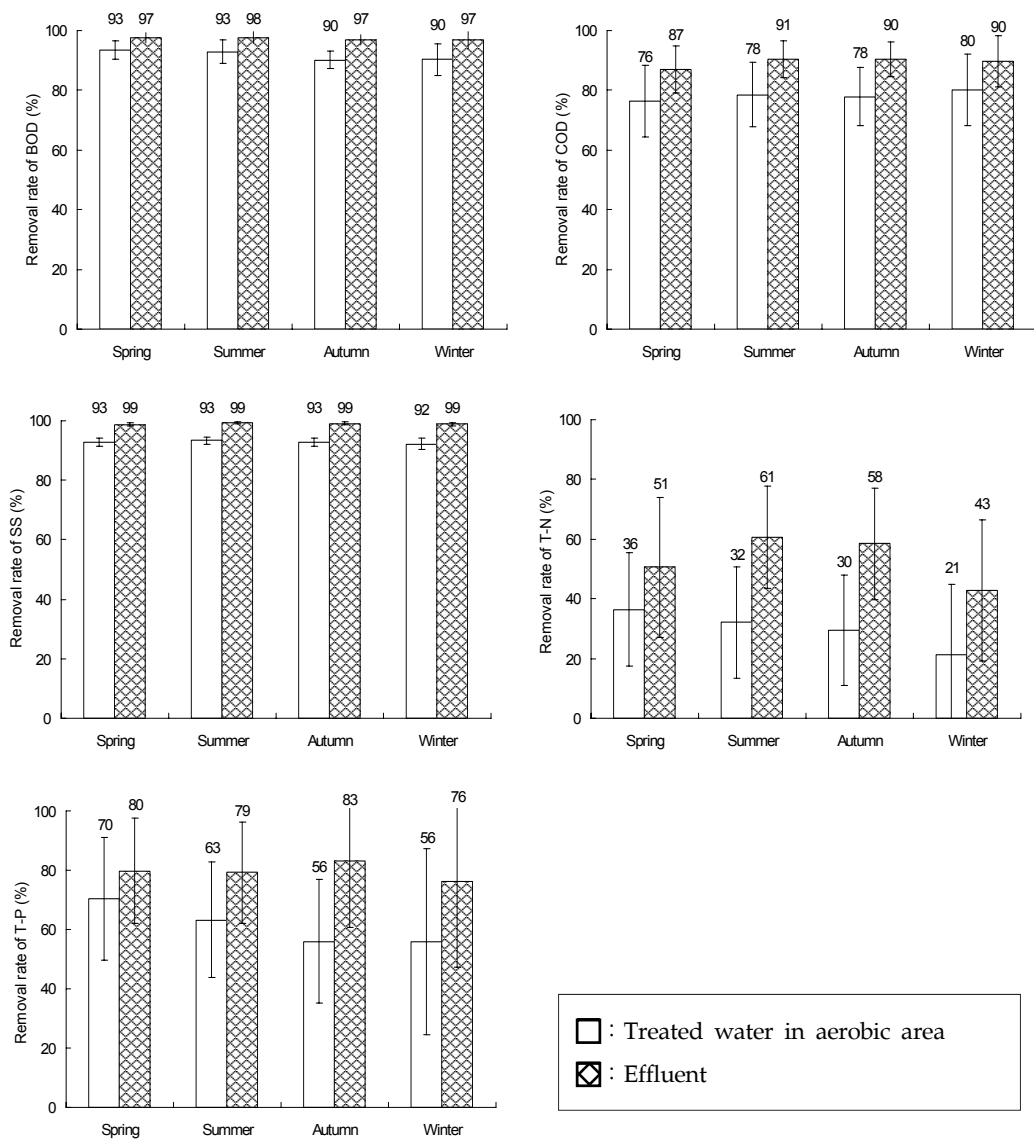 93 97 93 98 90 97 90 97
100
80
60
40
20
0
Removal rate of BOD (%)
Spring Summer Autumn Winter
76 87 78 91 78 90 80 90
100
80
60
40
20
0
Removal rate of COD (%)
Spring Summer Autumn Winter
93 99 93 99 93 99 92 99
100
80
60
40
20
0
Removal rate of SS (%)
Spring Summer Autumn Winter
36 51 32 61 30 58 21 43
100
80
60
40
20
0
Removal rate of T-N (%)
Spring Summer Autumn Winter
70 80 63 79 56 83 56 76
100
80
60
40
20
0
Removal rate of T-P (%)
Spring Summer Autumn Winter
: Treated water in aerobic area
: Effluent